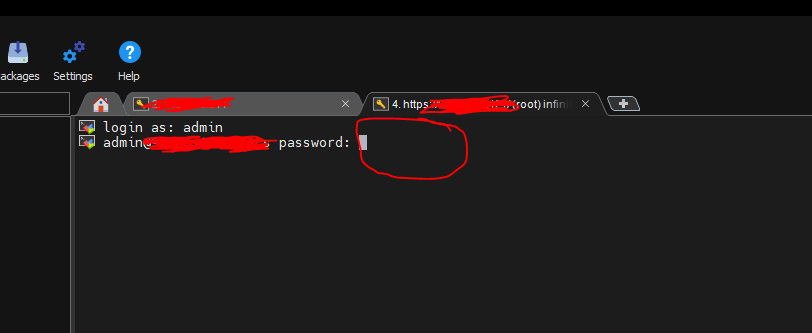 ackages Settings Help
4. https (root) infini
login as: admin
admin@ password: